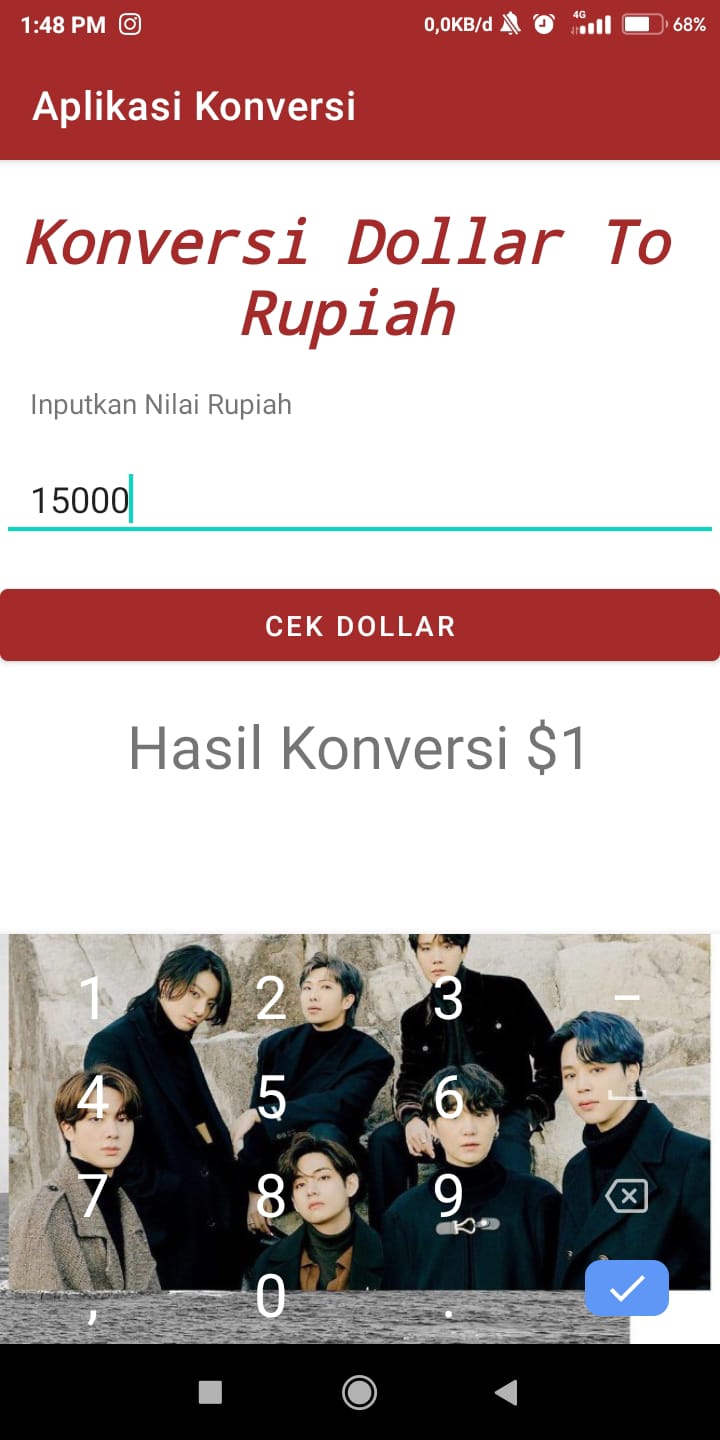 1:48 PM 0,0KB/d 4G 68%
Aplikasi Konversi
Konversi Dollar To
Rupiah
Inputkan Nilai Rupiah
15000
CEK DOLLAR
Hasil Konversi $1
1 2 3 –
4 5 6
7 8 9
, 0 .